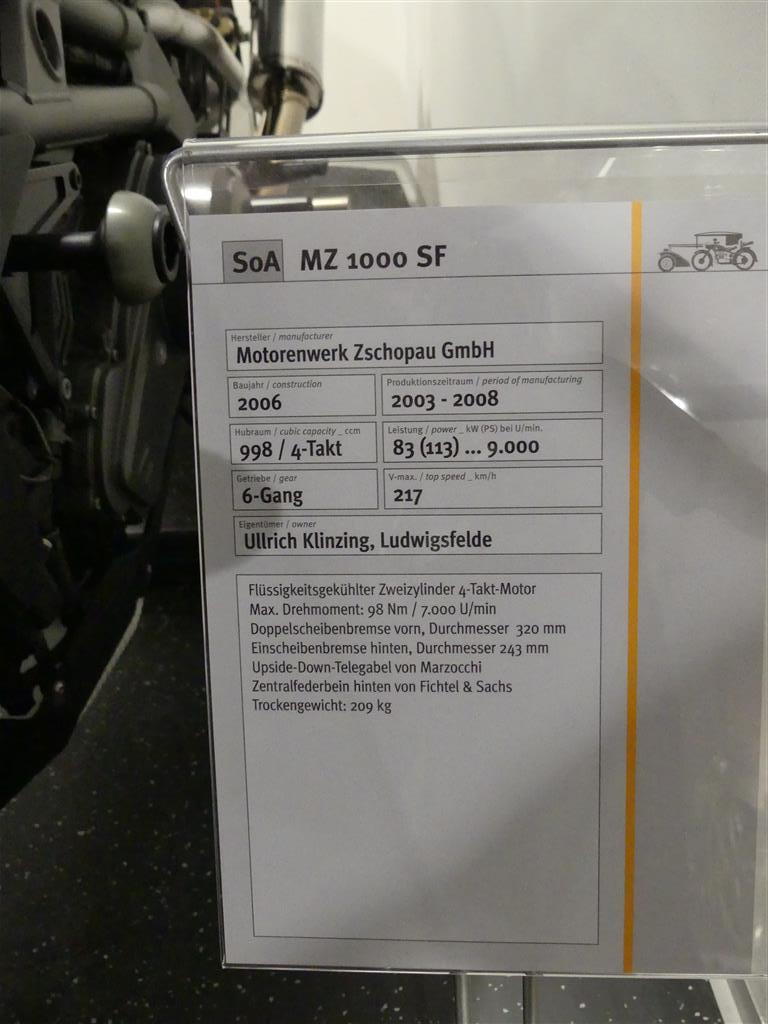 SoA MZ 1000 SF
Hersteller / manufacturer
Motorenwerk Zschopau GmbH
Baujahr / construction
2006
Produktionszeitraum / period of manufacturing
2003 - 2008
Hubraum / cubic capacity _ ccm
998 / 4-Takt
Leistung / power _ kW (PS) bei U/min.
83 (113) ... 9.000
Getriebe / gear
6-Gang
V-max. / top speed _ km/h
217
Eigentümer / owner
Ullrich Klinzing, Ludwigsfelde
Flüssigkeitsgekühlter Zweizylinder 4-Takt-Motor
Max. Drehmoment: 98 Nm / 7.000 U/min
Doppelscheibenbremse vorn, Durchmesser 320 mm
Einscheibenbremse hinten, Durchmesser 243 mm
Upside-Down-Telegabel von Marzocchi
Zentralfederbein hinten von Fichtel & Sachs
Trockengewicht: 209 kg